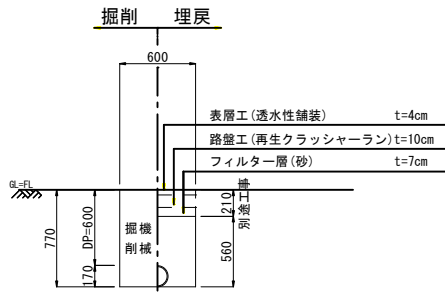 掘削 埋戻
600
表層工(透水性舗装) t=4cm
路盤工(再生クラッシャーラン) t=10cm
フィルター層(砂) t=7cm
GL=FL
770
DP=600
170
掘機
削械
210
別途工事
560